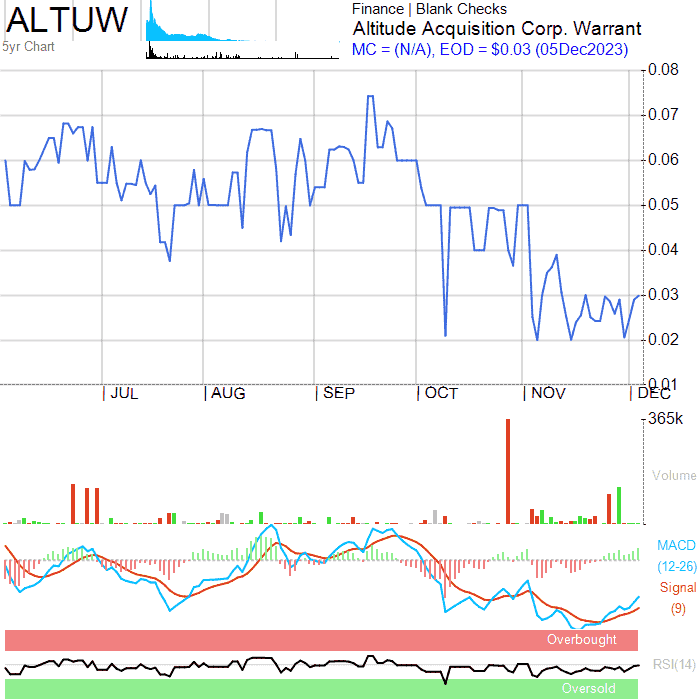 ALTUW
5yr Chart
Finance | Blank Checks
Altitude Acquisition Corp. Warrant
MC = (N/A), EOD = $0.03 (05Dec2023)
0.08
0.07
0.06
0.05
0.04
0.03
0.02
0.01
JUL AUG SEP OCT NOV DEC
365k
Volume
MACD
(12-26)
Signal
(9)
Overbought
RSI(14)
Oversold